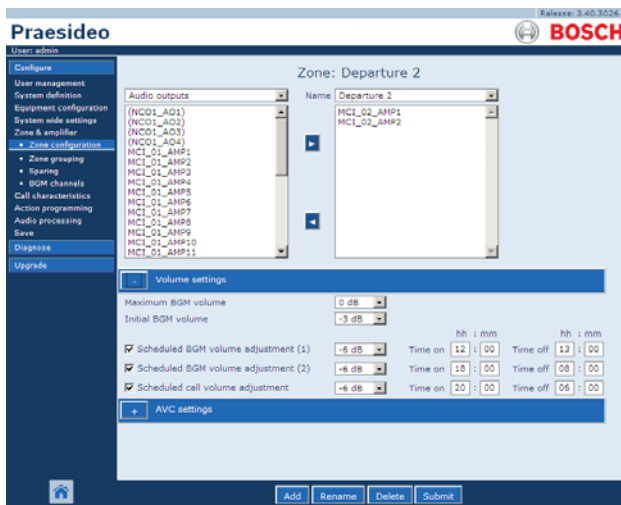 Release: 3.40.3026
Praesideo
BOSCH
User: admin
Configure
User management
System definition
Equipment configuration
System wide settings
Zone & amplifier
• Zone configuration
• Zone grouping
• Sparing
• BGM channels
Call characteristics
Action programming
Audio processing
Save
Diagnose
Upgrade
Zone: Departure 2
Audio outputs
Name Departure 2
(NCO1_AO1)
(NCO1_AO2)
(NCO1_AO3)
(NCO1_AO4)
MCI_01_AMP1
MCI_01_AMP2
MCI_01_AMP3
MCI_01_AMP4
MCI_01_AMP5
MCI_01_AMP6
MCI_01_AMP7
MCI_01_AMP8
MCI_01_AMP9
MCI_01_AMP10
MCI_01_AMP11
MCI_02_AMP1
MCI_02_AMP2
- Volume settings
Maximum BGM volume 0 dB
Initial BGM volume -3 dB
hh : mm hh : mm
Scheduled BGM volume adjustment (1) -6 dB Time on 12 : 00 Time off 13 : 00
Scheduled BGM volume adjustment (2) -6 dB Time on 18 : 00 Time off 08 : 00
Scheduled call volume adjustment -6 dB Time on 20 : 00 Time off 06 : 00
+ AVC settings
Add Rename Delete Submit